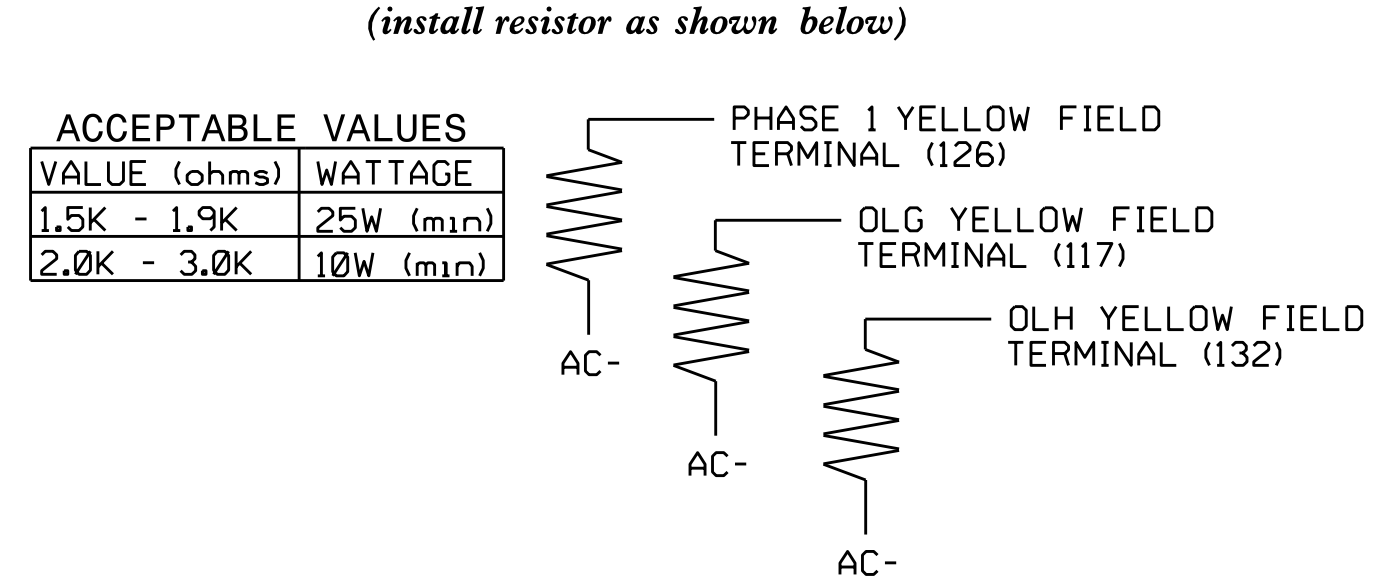 (install resistor as shown below)
ACCEPTABLE VALUES
VALUE (ohms) WATTAGE
1.5K - 1.9K 25W (min)
2.0K - 3.0K 10W (min)
PHASE 1 YELLOW FIELD
TERMINAL (126)
AC-
OLG YELLOW FIELD
TERMINAL (117)
AC-
OLH YELLOW FIELD
TERMINAL (132)
AC-